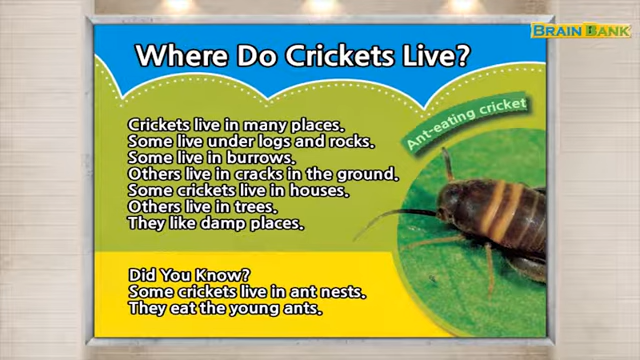 BRAIN BANK
Where Do Crickets Live?
Ant-eating cricket
Crickets live in many places.
Some live under logs and rocks.
Some live in burrows.
Others live in cracks in the ground.
Some crickets live in houses.
Others live in trees.
They like damp places.
Did You Know?
Some crickets live in ant nests.
They eat the young ants.